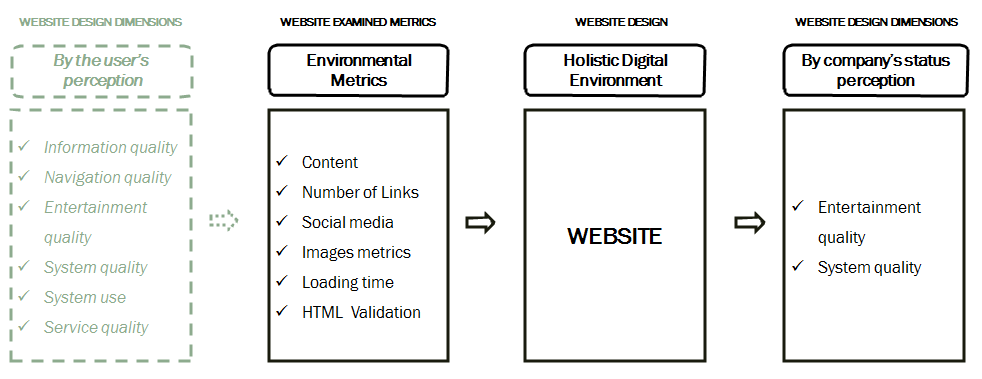 WEBSITE DESIGN DIMENSIONS
By the user's
perception
Information quality
Navigation quality
Entertainment
quality
System quality
System use
Service quality
WEBSITE EXAMINED METRICS
Environmental
Metrics
Content
Number of Links
Social media
Images metrics
Loading time
HTML Validation
WEBSITE DESIGN
Holistic Digital
Environment
WEBSITE
WEBSITE DESIGN DIMENSIONS
By company's status
perception
Entertainment
quality
System quality